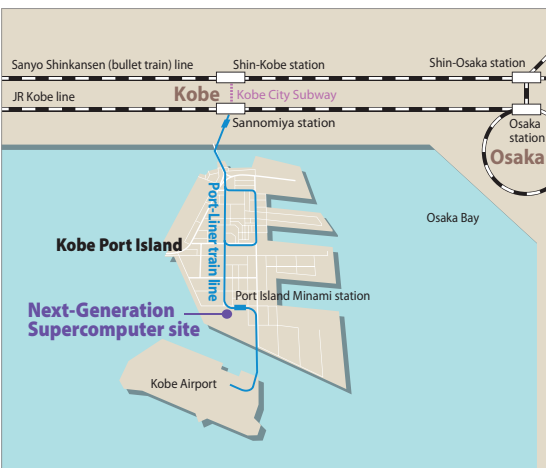 Sanyo Shinkansen (bullet train) line
Shin-Kobe station
Shin-Osaka station
JR Kobe line
Kobe
Kobe City Subway
Sannomiya station
Osaka
station
Osaka
Port-Liner train line
Osaka Bay
Kobe Port Island
Port Island Minami station
Next-Generation
Supercomputer site
Kobe Airport